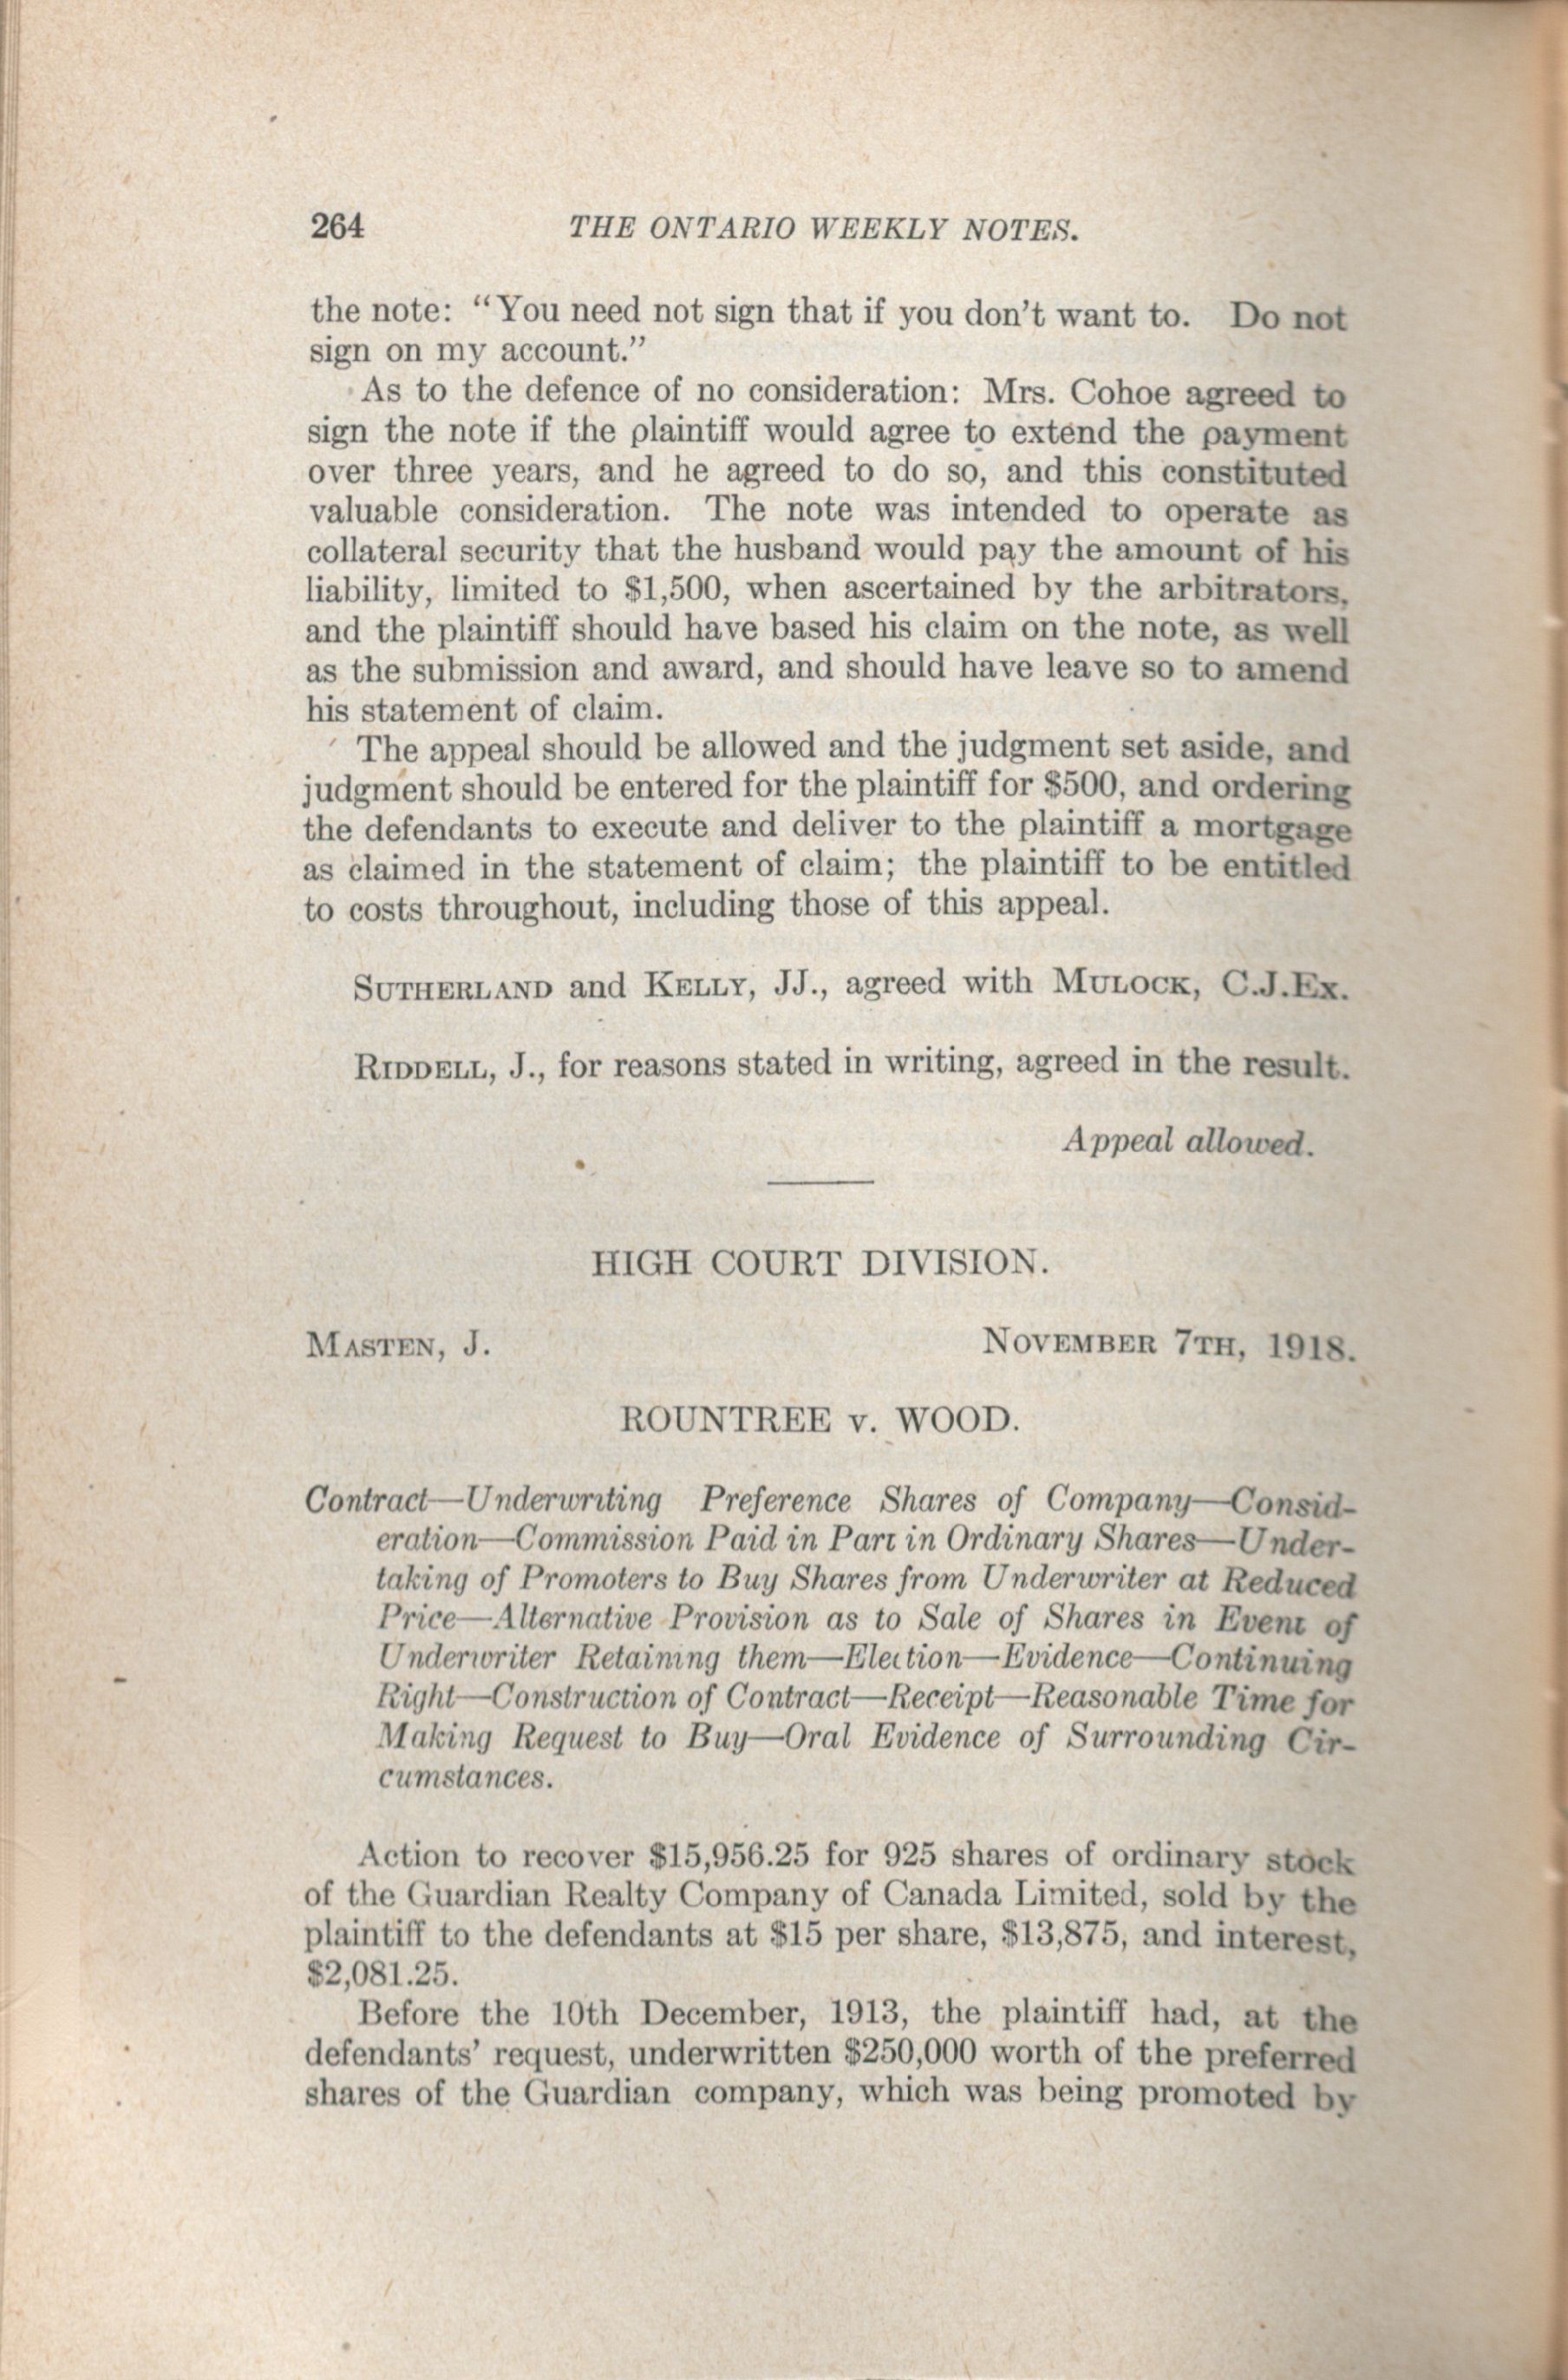 264 THE ONTARIO WEEKLY NOTES.
the note: “You need not sign that if you don’t want to. Do not
sign on my account.”
As to the defence of no consideration: Mrs. Cohoe agreed to
sign the note if the plaintiff would agree to extend the payment
over three years, and he agreed to do so, and this constituted
valuable consideration. The note was intended to operate as
collateral security that the husband would pay the amount of his
liability, limited to $1,500, when ascertained by the arbitrators,
and the plaintiff should have based his claim on the note, as well
as the submission and award, and should have leave so to amend
his statement of claim.
The appeal should be allowed and the judgment set aside, and
judgment should be entered for the plaintiff for $500, and ordering
the defendants to execute and deliver to the plaintiff a mortgage
as claimed in the statement of claim; the plaintiff to be entitled
to costs throughout, including those of this appeal.
SUTHERLAND and KELLY, JJ., agreed with MULOCK, C.J.Ex.
RIDDELL, J., for reasons stated in writing, agreed in the result.
Appeal allowed.
HIGH COURT DIVISION.
MASTEN, J. NOVEMBER 7TH, 1918.
ROUNTREE v. WOOD.
Contract—Underwriting Preference Shares of Company—Consid-
eration—Commission Paid in Part in Ordinary Shares—Under-
taking of Promoters to Buy Shares from Underwriter at Reduced
Price—Alternative Provision as to Sale of Shares in Event of
Underwriter Retaining them—Election—Evidence—Continuing
Right—Construction of Contract—Receipt—Reasonable Time for
Making Request to Buy—Oral Evidence of Surrounding Cir-
cumstances.
Action to recover $15,956.25 for 925 shares of ordinary stock
of the Guardian Realty Company of Canada Limited, sold by the
plaintiff to the defendants at $15 per share, $13,875, and interest,
$2,081.25.
Before the 10th December, 1913, the plaintiff had, at the
defendants’ request, underwritten $250,000 worth of the preferred
shares of the Guardian company, which was being promoted by